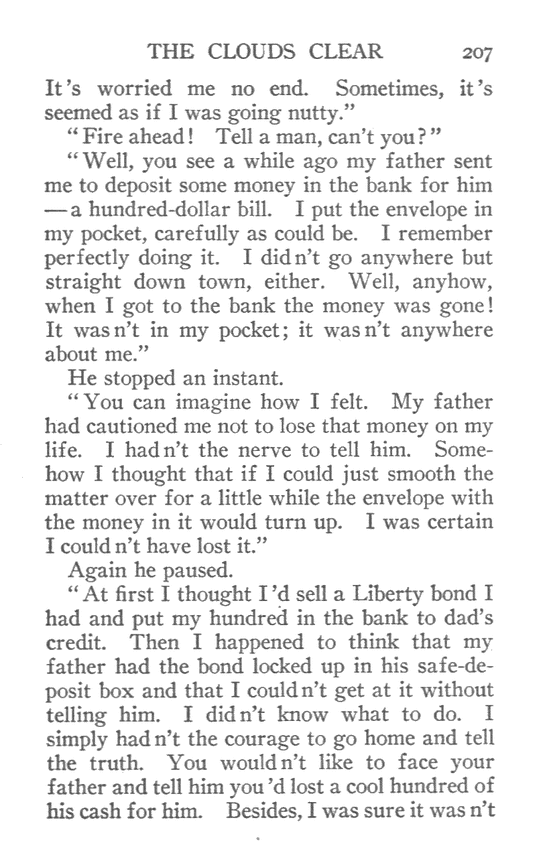 THE CLOUDS CLEAR 207
It's worried me no end. Sometimes, it's
seemed as if I was going nutty."
"Fire ahead! Tell a man, can't you?"
"Well, you see a while ago my father sent
me to deposit some money in the bank for him
—a hundred-dollar bill. I put the envelope in
my pocket, carefully as could be. I remember
perfectly doing it. I didn't go anywhere but
straight down town, either. Well, anyhow,
when I got to the bank the money was gone!
It wasn't in my pocket; it wasn't anywhere
about me."
He stopped an instant.
"You can imagine how I felt. My father
had cautioned me not to lose that money on my
life. I hadn't the nerve to tell him. Some-
how I thought that if I could just smooth the
matter over for a little while the envelope with
the money in it would turn up. I was certain
I couldn't have lost it."
Again he paused.
"At first I thought I'd sell a Liberty bond I
had and put my hundred in the bank to dad's
credit. Then I happened to think that my
father had the bond locked up in his safe-de-
posit box and that I couldn't get at it without
telling him. I didn't know what to do. I
simply hadn't the courage to go home and tell
the truth. You wouldn't like to face your
father and tell him you'd lost a cool hundred of
his cash for him. Besides, I was sure it wasn't